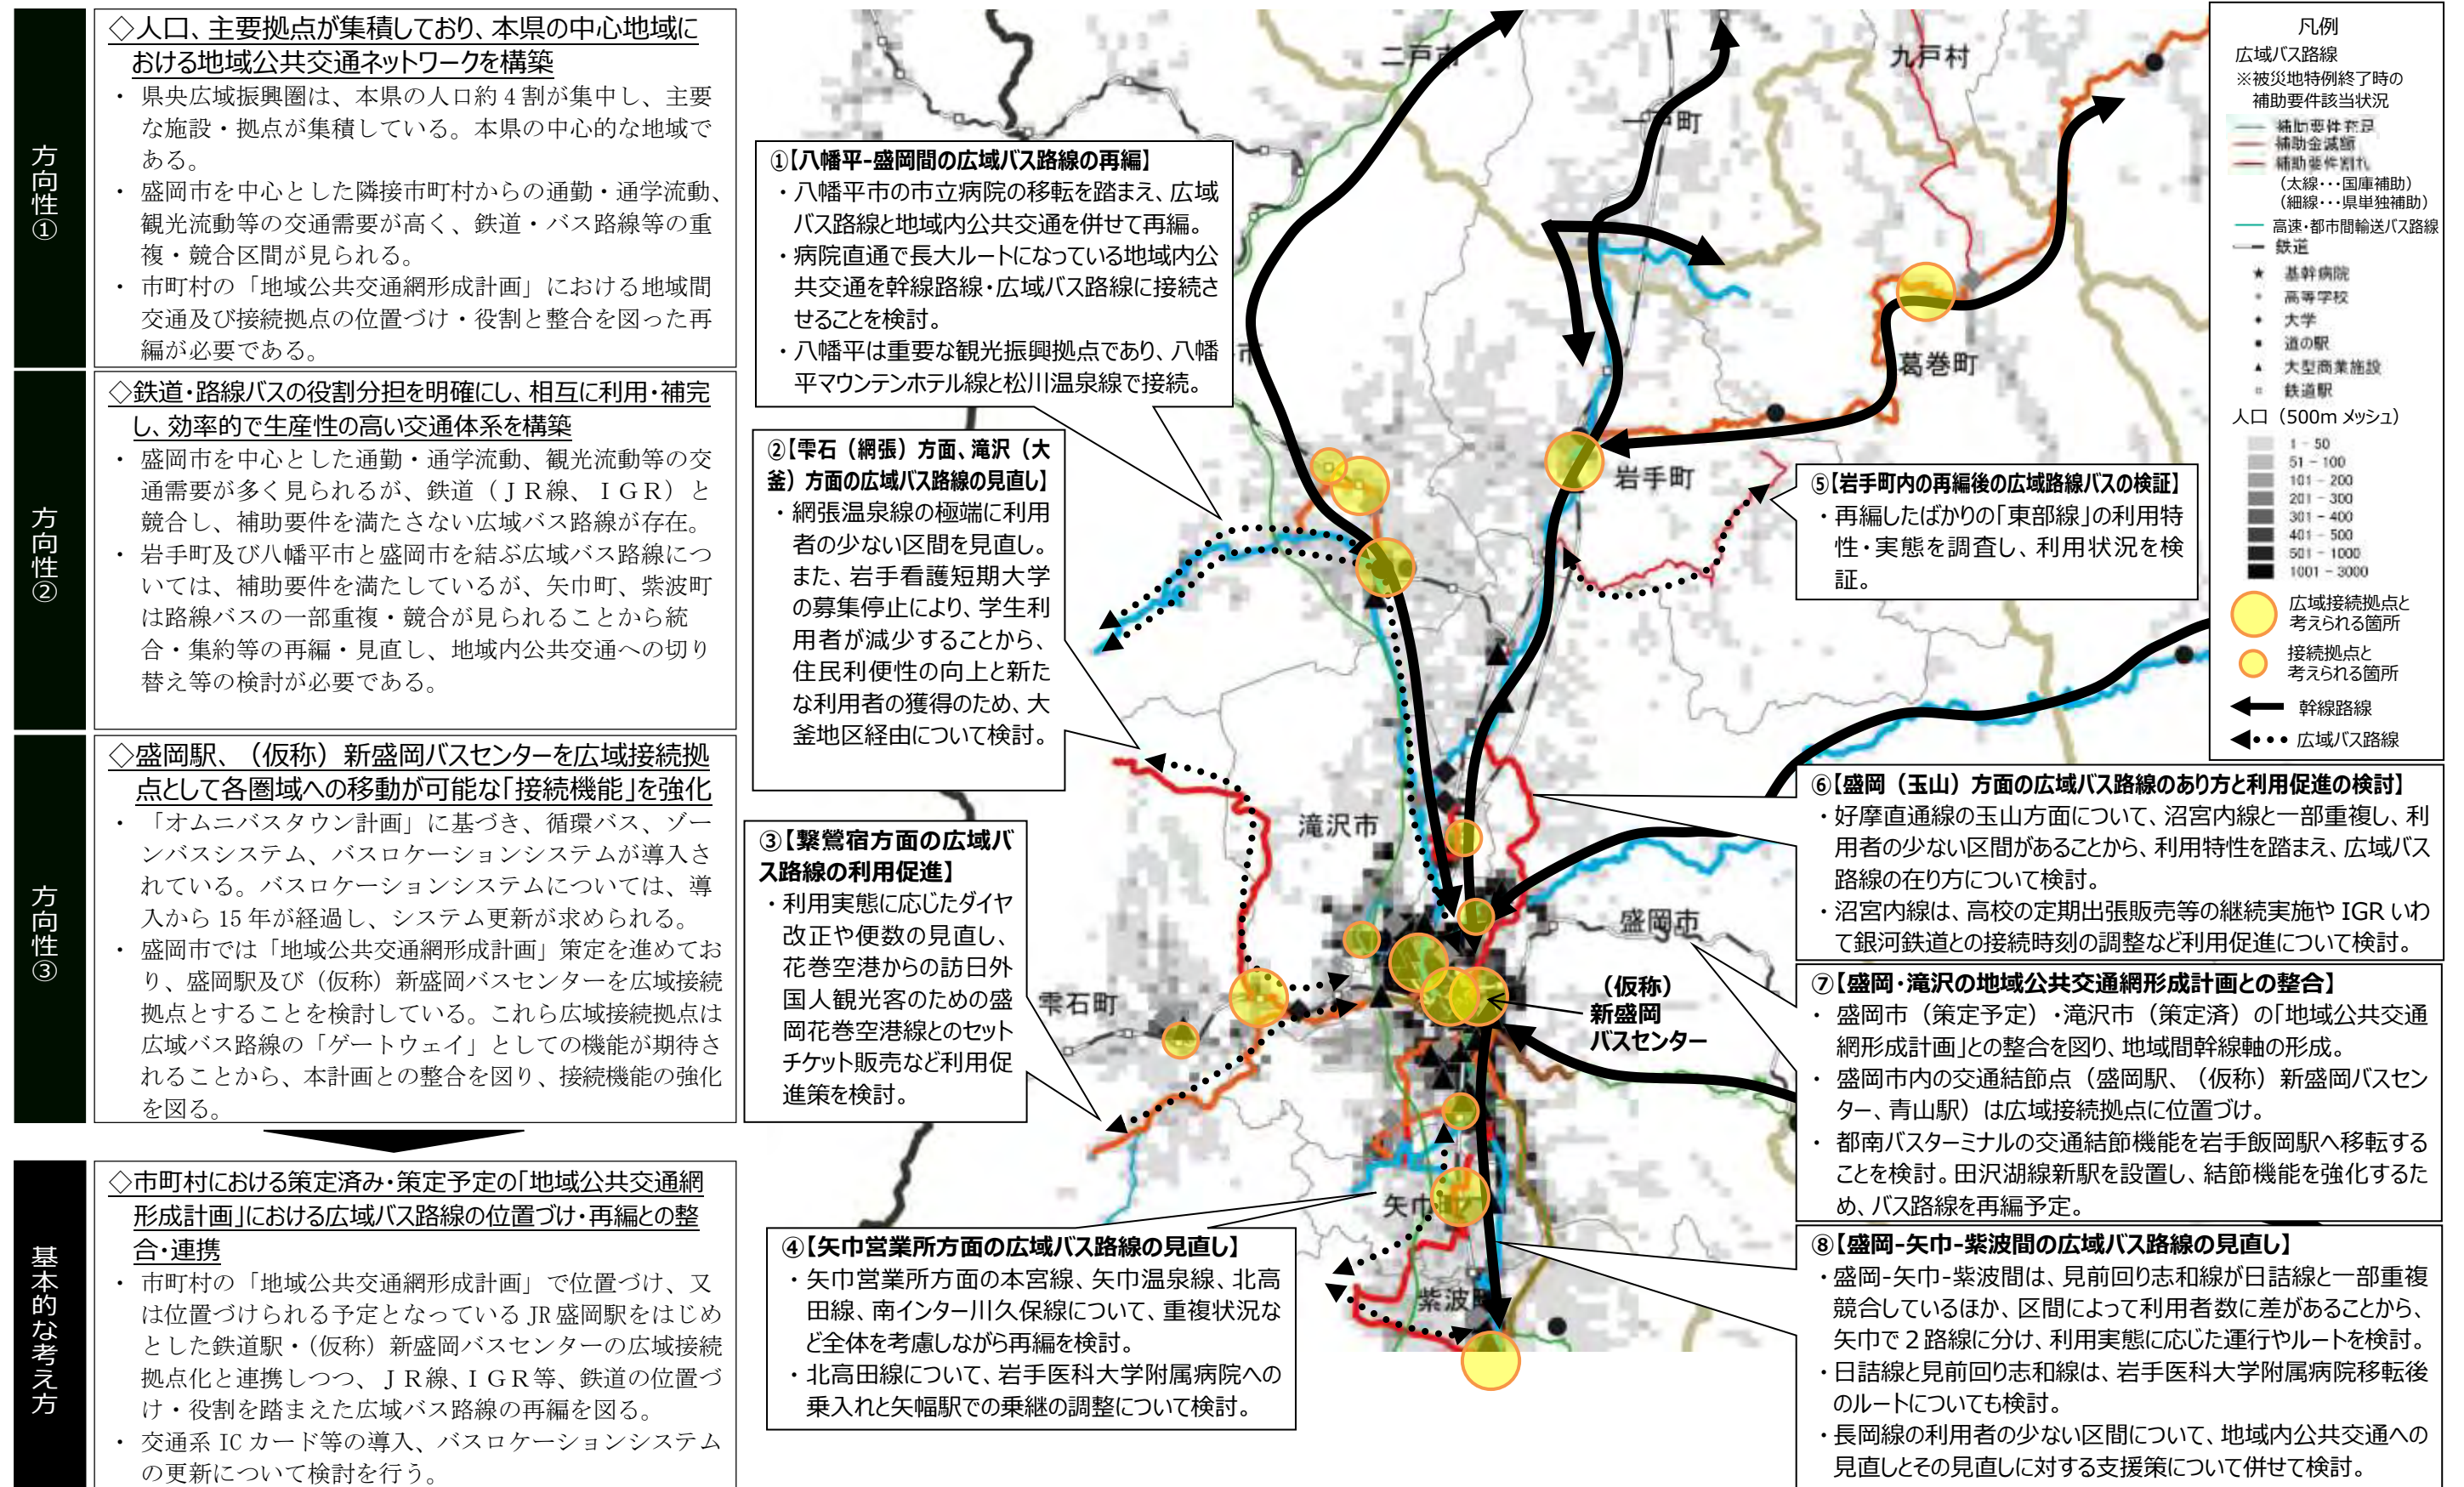 方向性①
◇人口、主要拠点が集積しており、本県の中心地域に
おける地域公共交通ネットワークを構築
・ 県央広域振興圏は、本県の人口約４割が集中し、主要
な施設・拠点が集積している。本県の中心的な地域で
ある。
・ 盛岡市を中心とした隣接市町村からの通勤・通学流動、
観光流動等の交通需要が高く、鉄道・バス路線等の重
複・競合区間が見られる。
・ 市町村の「地域公共交通網形成計画」における地域間
交通及び接続拠点の位置づけ・役割と整合を図った再
編が必要である。
方向性②
◇鉄道・路線バスの役割分担を明確にし、相互に利用・補完
し、効率的で生産性の高い交通体系を構築
・ 盛岡市を中心とした通勤・通学流動、観光流動等の交
通需要が多く見られるが、鉄道（ＪＲ線、ＩＧＲ）と
競合し、補助要件を満たさない広域バス路線が存在。
・ 岩手町及び八幡平市と盛岡市を結ぶ広域バス路線につ
いては、補助要件を満たしているが、矢巾町、紫波町
は路線バスの一部重複・競合が見られることから統
合・集約等の再編・見直し、地域内公共交通への切り
替え等の検討が必要である。
方向性③
◇盛岡駅、（仮称）新盛岡バスセンターを広域接続拠
点として各圏域への移動が可能な「接続機能」を強化
・ 「オムニバスタウン計画」に基づき、循環バス、ゾー
ンバスシステム、バスロケーションシステムが導入さ
れている。バスロケーションシステムについては、導
入から 15 年が経過し、システム更新が求められる。
・ 盛岡市では「地域公共交通網形成計画」策定を進めてお
り、盛岡駅及び（仮称）新盛岡バスセンターを広域接続
拠点とすることを検討している。これら広域接続拠点は
広域バス路線の「ゲートウェイ」としての機能が期待さ
れることから、本計画との整合を図り、接続機能の強化
を図る。
基本的な考え方
◇市町村における策定済み・策定予定の「地域公共交通網
形成計画」における広域バス路線の位置づけ・再編との整
合・連携
・ 市町村の「地域公共交通網形成計画」で位置づけ、又
は位置づけられる予定となっている JR 盛岡駅をはじめ
とした鉄道駅・（仮称）新盛岡バスセンターの広域接続
拠点化と連携しつつ、ＪＲ線、ＩＧＲ等、鉄道の位置づ
け・役割を踏まえた広域バス路線の再編を図る。
・ 交通系 IC カード等の導入、バスロケーションシステム
の更新について検討を行う。
①【八幡平-盛岡間の広域バス路線の再編】
・八幡平市の市立病院の移転を踏まえ、広域
バス路線と地域内公共交通を併せて再編。
・病院直通で長大ルートになっている地域内公
共交通を幹線路線・広域バス路線に接続さ
せることを検討。
・八幡平は重要な観光振興拠点であり、八幡
平マウンテンホテル線と松川温泉線で接続。
②【雫石（網張）方面、滝沢（大
釜）方面の広域バス路線の見直し】
・網張温泉線の極端に利用
者の少ない区間を見直し。
また、岩手看護短期大学
の募集停止により、学生利
用者が減少することから、
住民利便性の向上と新た
な利用者の獲得のため、大
釜地区経由について検討。
③【繋鶯宿方面の広域バ
ス路線の利用促進】
・利用実態に応じたダイヤ
改正や便数の見直し、
花巻空港からの訪日外
国人観光客のための盛
岡花巻空港線とのセット
チケット販売など利用促
進策を検討。
④【矢巾営業所方面の広域バス路線の見直し】
・矢巾営業所方面の本宮線、矢巾温泉線、北高
田線、南インター川久保線について、重複状況な
ど全体を考慮しながら再編を検討。
・北高田線について、岩手医科大学附属病院への
乗入れと矢幅駅での乗継の調整について検討。
二戸市
一戸町
九戸村
市
葛巻町
岩手町
滝沢市
盛岡市
雫石町
（仮称）
新盛岡
バスセンター
矢巾町
紫波町
⑤【岩手町内の再編後の広域路線バスの検証】
・再編したばかりの「東部線」の利用特
性・実態を調査し、利用状況を検
証。
⑥【盛岡（玉山）方面の広域バス路線のあり方と利用促進の検討】
・好摩直通線の玉山方面について、沼宮内線と一部重複し、利
用者の少ない区間があることから、利用特性を踏まえ、広域バス
路線の在り方について検討。
・沼宮内線は、高校の定期出張販売等の継続実施や IGR いわ
て銀河鉄道との接続時刻の調整など利用促進について検討。
⑦【盛岡・滝沢の地域公共交通網形成計画との整合】
・ 盛岡市（策定予定）・滝沢市（策定済）の「地域公共交通
網形成計画」との整合を図り、地域間幹線軸の形成。
・ 盛岡市内の交通結節点（盛岡駅、（仮称）新盛岡バスセン
ター、青山駅）は広域接続拠点に位置づけ。
・ 都南バスターミナルの交通結節機能を岩手飯岡駅へ移転する
ことを検討。田沢湖線新駅を設置し、結節機能を強化するた
め、バス路線を再編予定。
⑧【盛岡-矢巾-紫波間の広域バス路線の見直し】
・盛岡-矢巾-紫波間は、見前回り志和線が日詰線と一部重複
競合しているほか、区間によって利用者数に差があることから、
矢巾で２路線に分け、利用実態に応じた運行やルートを検討。
・日詰線と見前回り志和線は、岩手医科大学附属病院移転後
のルートについても検討。
・長岡線の利用者の少ない区間について、地域内公共交通への
見直しとその見直しに対する支援策について併せて検討。
凡例
広域バス路線
※被災地特例終了時の
補助要件該当状況
補助要件充足
補助金減額
補助要件割れ
（太線･･･国庫補助）
（細線･･･県単独補助）
高速・都市間輸送バス路線
鉄道
基幹病院
高等学校
大学
道の駅
大型商業施設
鉄道駅
人口（500m メッシュ）
1 - 50
51 - 100
101 - 200
201 - 300
301 - 400
401 - 500
501 - 1000
1001 - 3000
広域接続拠点と
考えられる箇所
接続拠点と
考えられる箇所
幹線路線
広域バス路線